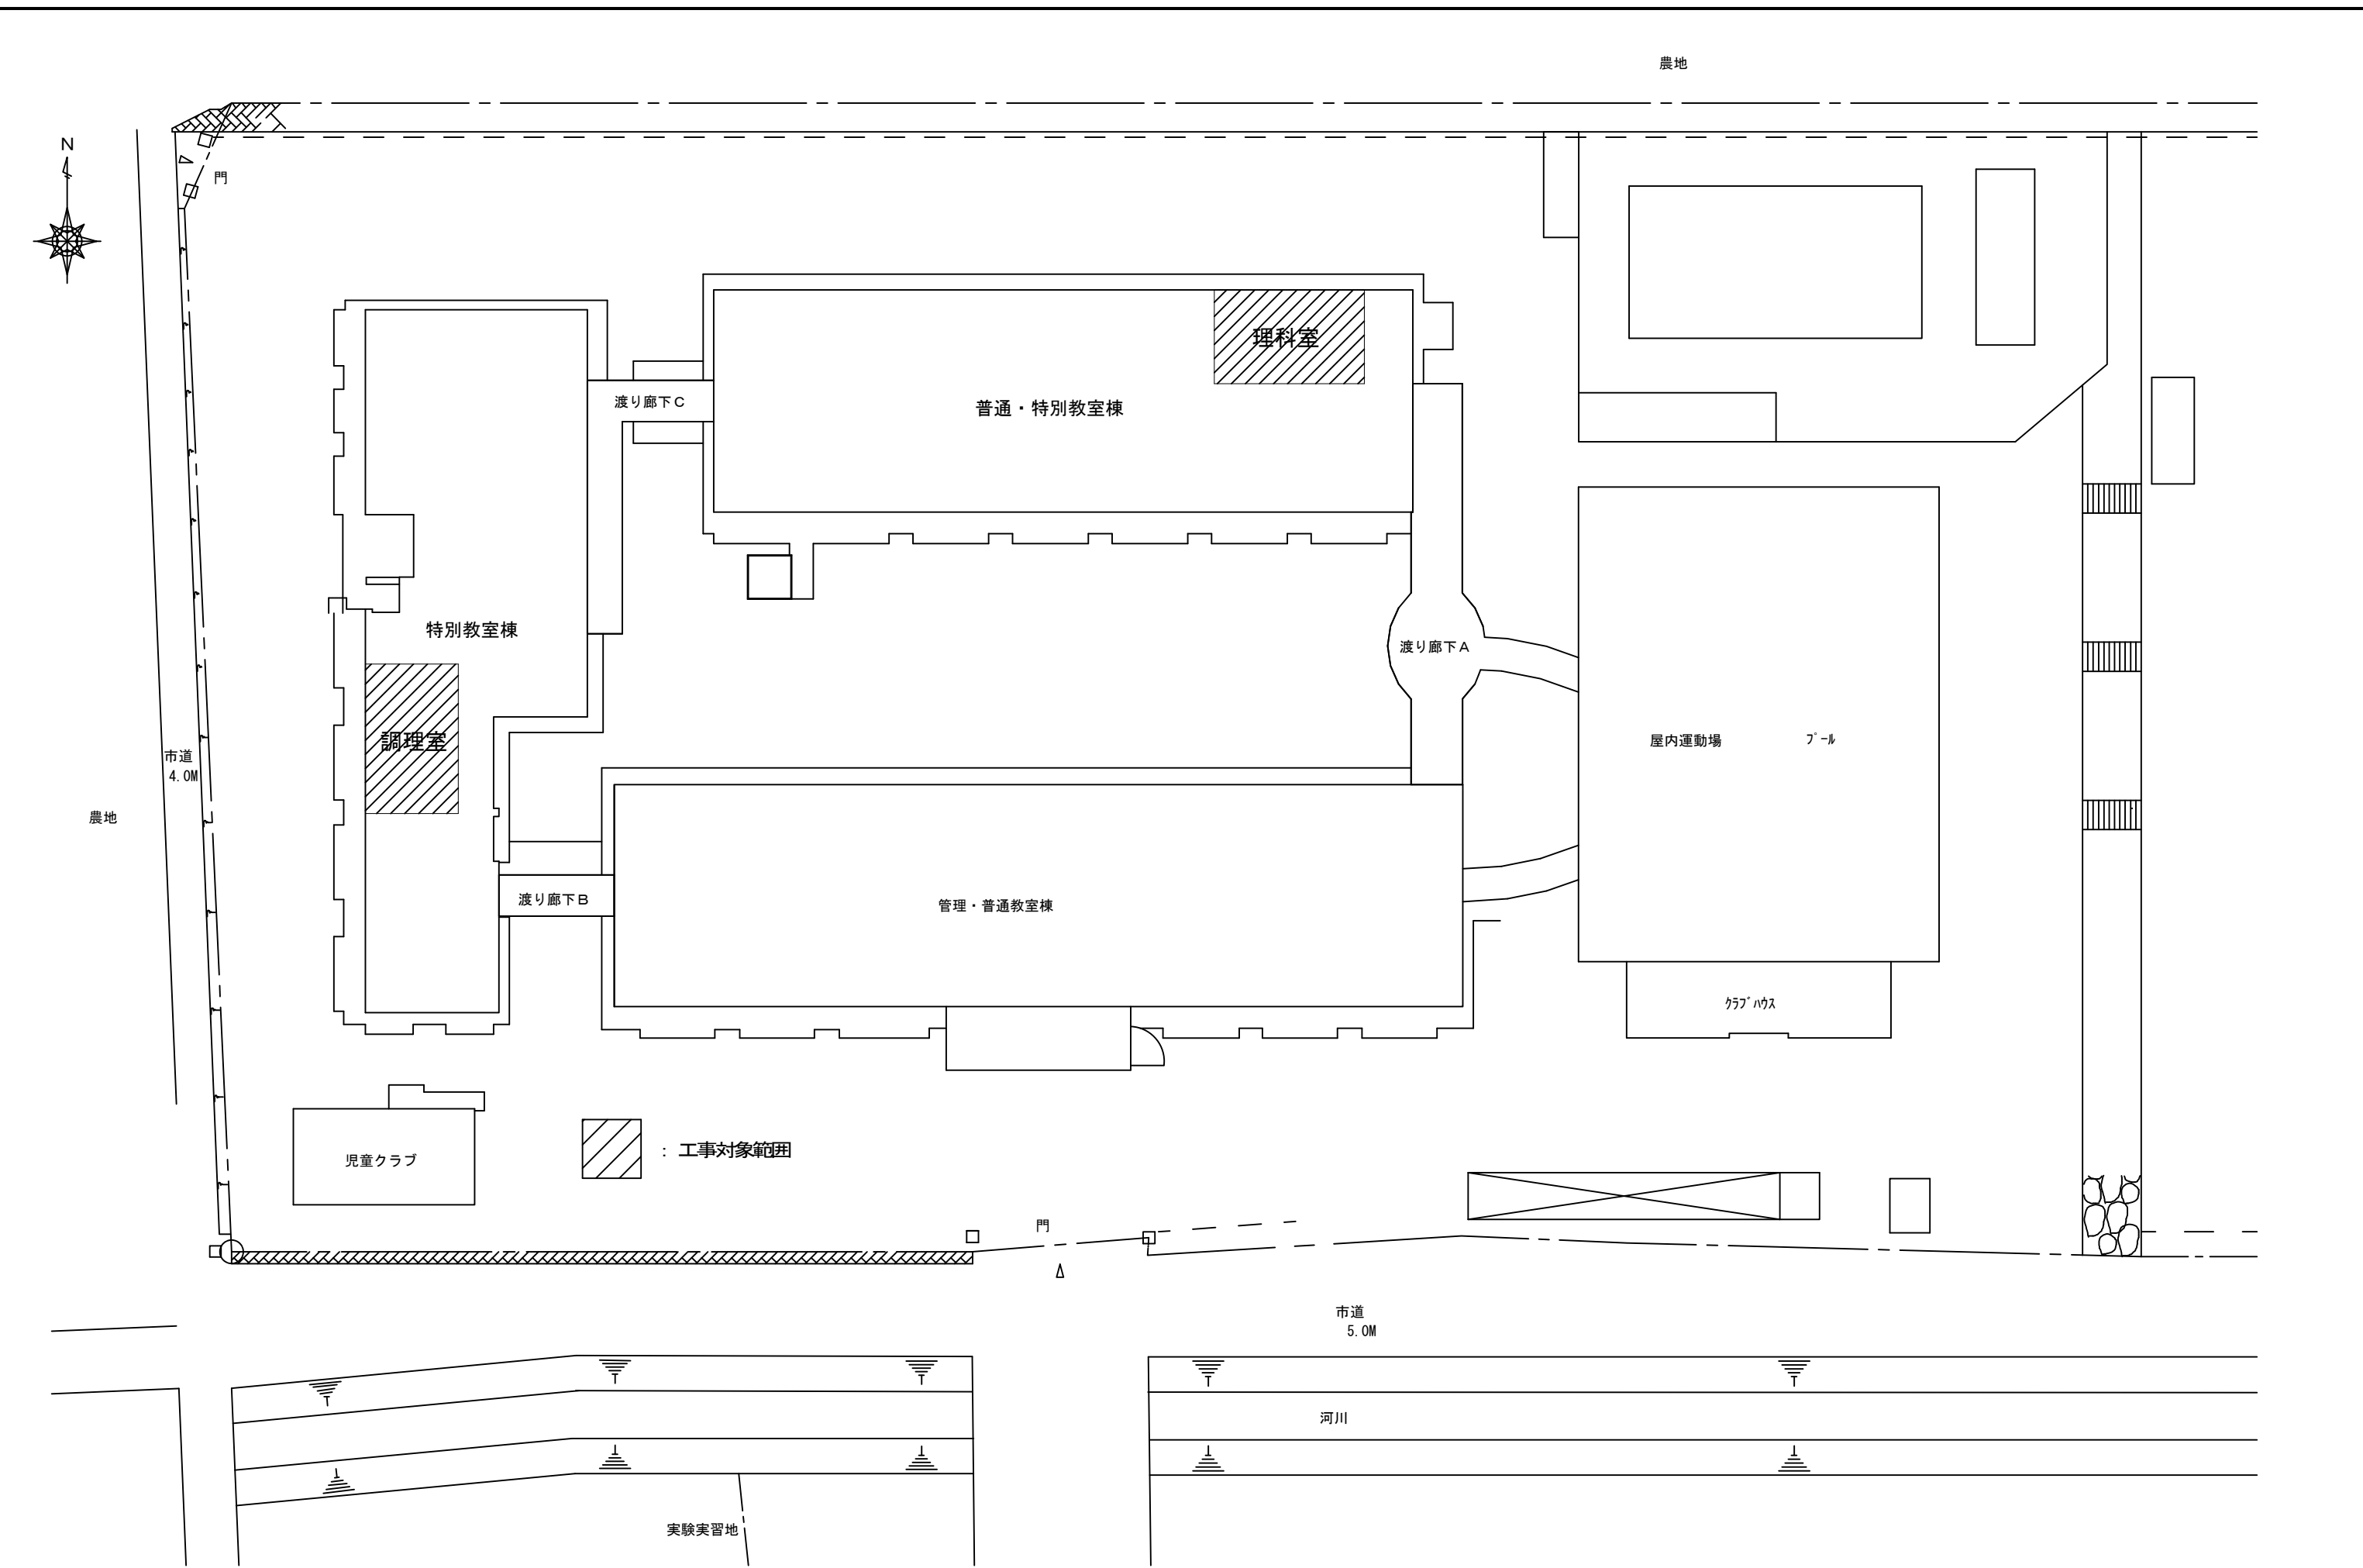 農地
N
門
理科室
渡り廊下C
普通・特別教室棟
特別教室棟
渡り廊下A
調理室
屋内運動場
ﾌﾟｰﾙ
市道
4.0M
農地
渡り廊下B
管理・普通教室棟
ｸﾗﾌﾞﾊｳｽ
児童クラブ
：工事対象範囲
門
市道
5.0M
河川
実験実習地